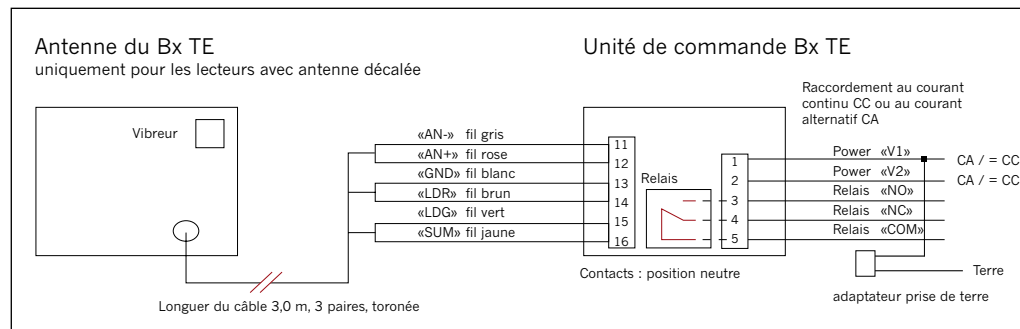 Antenne du Bx TE
uniquement pour les lecteurs avec antenne décalée
Vibreur
Longuer du câble 3,0 m, 3 paires, toronée
«AN-» fil gris
«AN+» fil rose
«GND» fil blanc
«LDR» fil brun
«LDG» fil vert
«SUM» fil jaune
Unité de commande Bx TE
11
12
13
14
15
16
Relais
1
2
3
4
5
Contacts : position neutre
Raccordement au courant
continu CC ou au courant
alternatif CA
Power «V1»
Power «V2»
Relais «NO»
Relais «NC»
Relais «COM»
CA / = CC
CA / = CC
Terre
adaptateur prise de terre